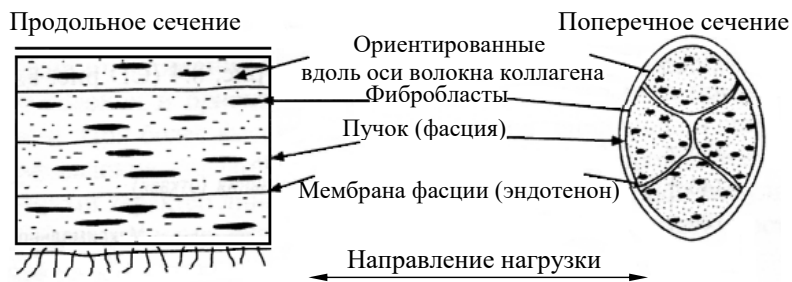 Продольное сечение
Поперечное сечение
Ориентированные
вдоль оси волокна коллагена
Фибробласты
Пучок (фасция)
Мембрана фасции (эндотенон)
Направление нагрузки